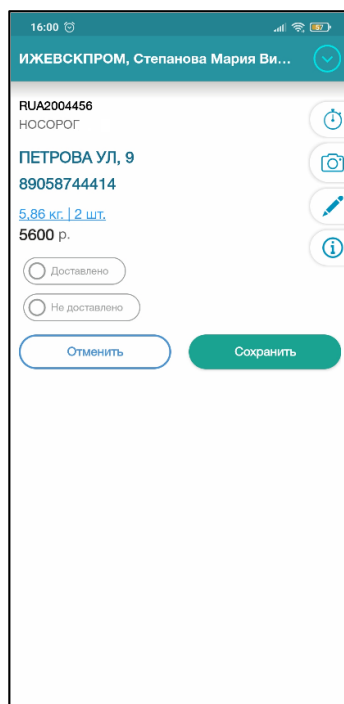 16:00
67
ИЖЕВСКПРОМ, Степанова Мария Ви...
RUA2004456
НОСОРОГ
ПЕТРОВА УЛ, 9
89058744414
5,86 кг. | 2 шт.
5600 р.
Доставлено
Не доставлено
Отменить
Сохранить